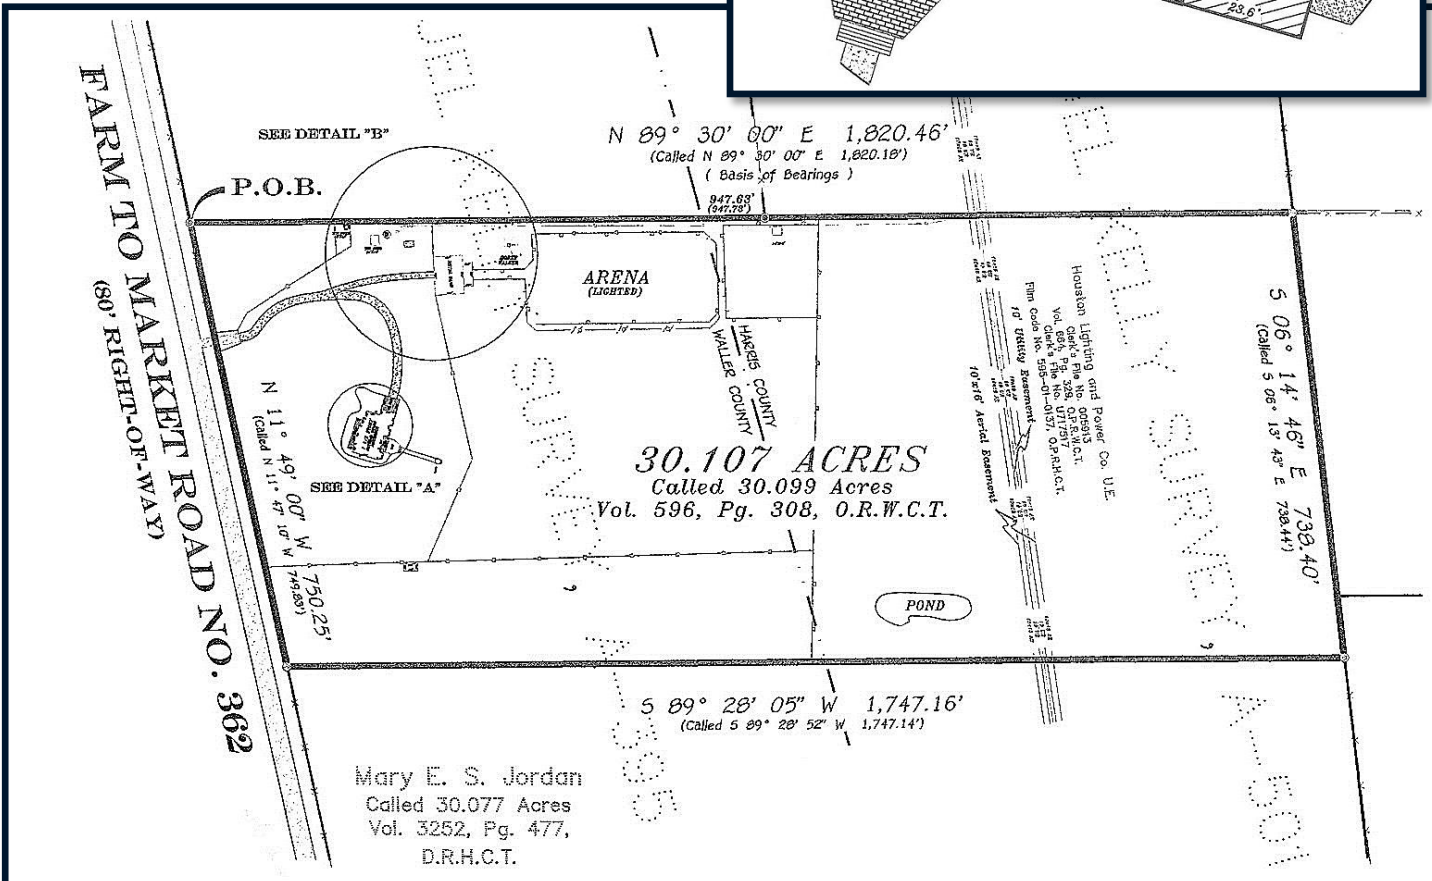 23.6'
SEE DETAIL "B"
P.O.B.
N 89° 30' 00" E 1,820.46'
(Called N 89° 30' 00" E 1,820.18')
( Basis of Bearings )
947.63'
(947.73')
FARM TO MARKET ROAD NO. 362
(80' RIGHT-OF-WAY)
ARENA
(LIGHTED)
HARRIS COUNTY
WALLER COUNTY
Houston Lighting and Power Co. U.E.
10' Utility Easement
10'x16' Aerial Easement
S 06° 14' 46" E 738.40'
(Called S 06° 13' 43" E 738.44')
N 11° 49' 00" W 750.25'
(Called N 11° 47' 10" W 749.83')
SEE DETAIL "A"
30.107 ACRES
Called 30.099 Acres
Vol. 596, Pg. 308, O.R.W.C.T.
POND
SURVEY, A-395
KELLY SURVEY, A-501
S 89° 28' 05" W 1,747.16'
(Called S 89° 28' 52" W 1,747.14')
Mary E. S. Jordan
Called 30.077 Acres
Vol. 3252, Pg. 477,
D.R.H.C.T.